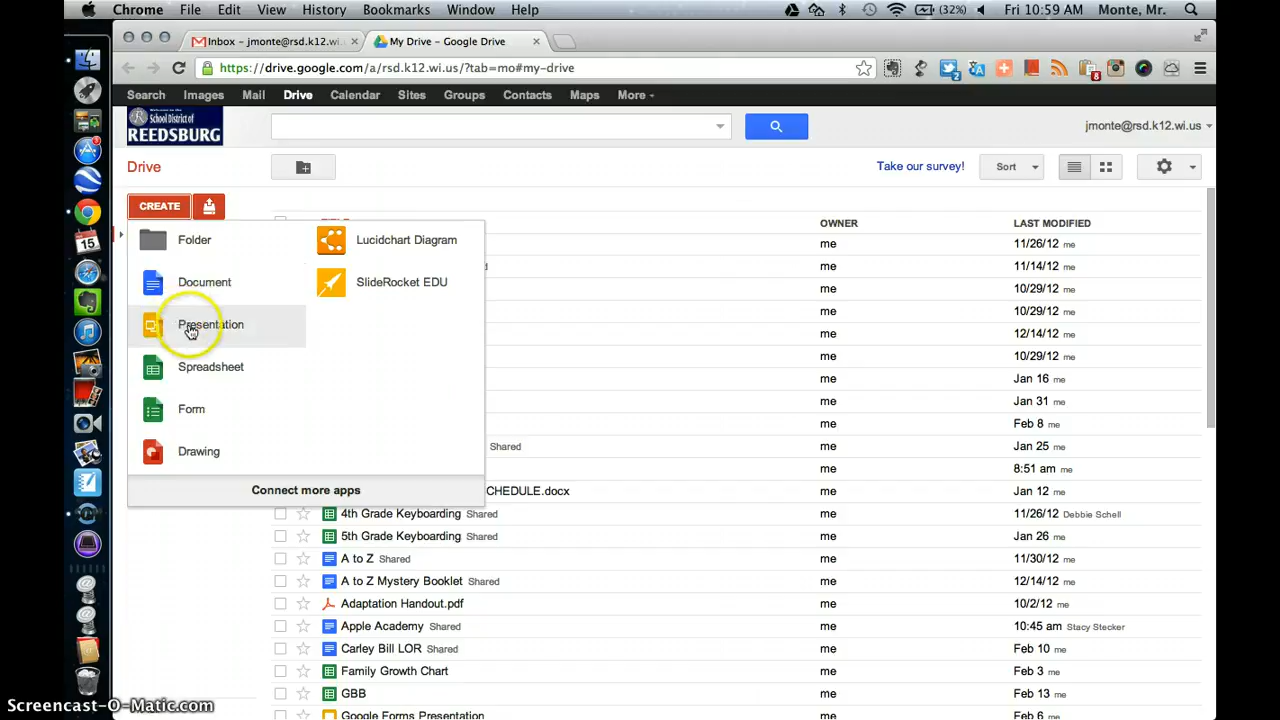 Chrome File Edit View History Bookmarks Window Help (32%) Fri 10:59 AM Monte, Mr.
Inbox - jmonte@rsd.k12.wi. My Drive - Google Drive
https://drive.google.com/a/rsd.k12.wi.us/?tab=mo#my-drive 2 8
Search Images Mail Drive Calendar Sites Groups Contacts Maps More
Welcome to the
School District of
REEDSBURG
jmonte@rsd.k12.wi.us
Drive Take our survey! Sort
CREATE
TITLE OWNER LAST MODIFIED
Folder Lucidchart Diagram me 11/26/12 me
me 11/14/12 me
Document SlideRocket EDU me 10/29/12 me
me 10/29/12 me
Presentation me 12/14/12 me
me 10/29/12 me
Spreadsheet me Jan 16 me
me Jan 31 me
Form me Feb 8 me
Drawing Shared me Jan 25 me
me 8:51 am me
Connect more apps CHEDULE.docx me Jan 12 me
4th Grade Keyboarding Shared me 11/26/12 Debbie Schell
5th Grade Keyboarding Shared me Jan 26 me
A to Z Shared me 11/30/12 me
A to Z Mystery Booklet Shared me 12/14/12 me
Adaptation Handout.pdf me 10/2/12 me
Apple Academy Shared me 10:45 am Stacy Stecker
Carley Bill LOR Shared me Feb 10 me
Family Growth Chart me Feb 3 me
GBB me Feb 13 me
Google Forms Presentation me Feb 6 me
15
Screencast-O-Matic.com